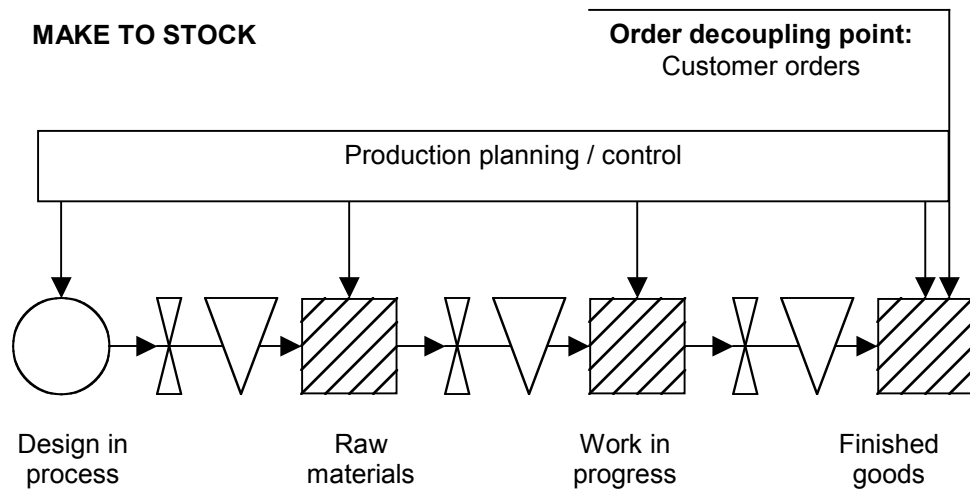 MAKE TO STOCK
Order decoupling point:
Customer orders
Production planning / control
Design in
process
Raw
materials
Work in
progress
Finished
goods